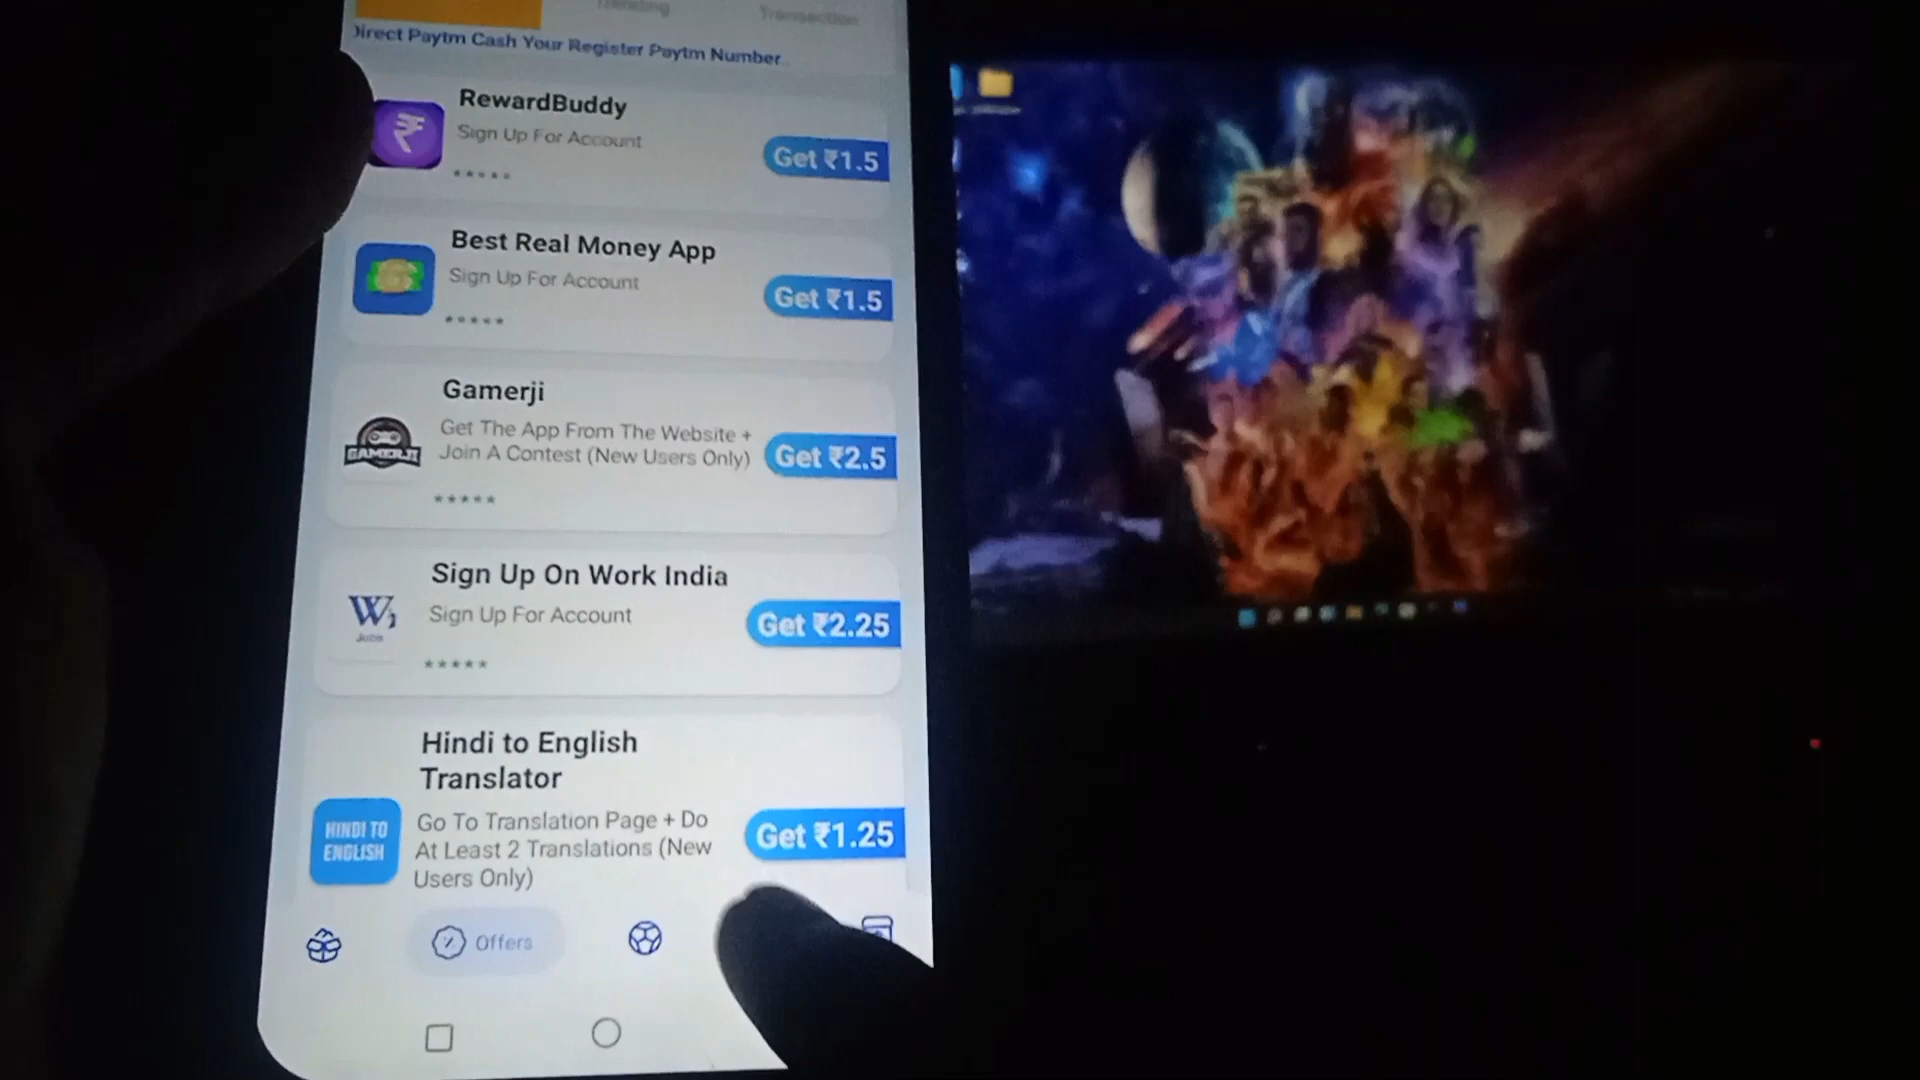 Trending
Transection
Direct Paytm Cash Your Register Paytm Number
RewardBuddy
Sign Up For Account
Get ₹1.5
Best Real Money App
Sign Up For Account
Get ₹1.5
Gamerji
Get The App From The Website +
Join A Contest (New Users Only)
Get ₹2.5
GAMERJI
Sign Up On Work India
Sign Up For Account
Get ₹2.25
W
Jobs
Hindi to English
Translator
Go To Translation Page + Do
At Least 2 Translations (New
Users Only)
Get ₹1.25
HINDI TO
ENGLISH
Offers